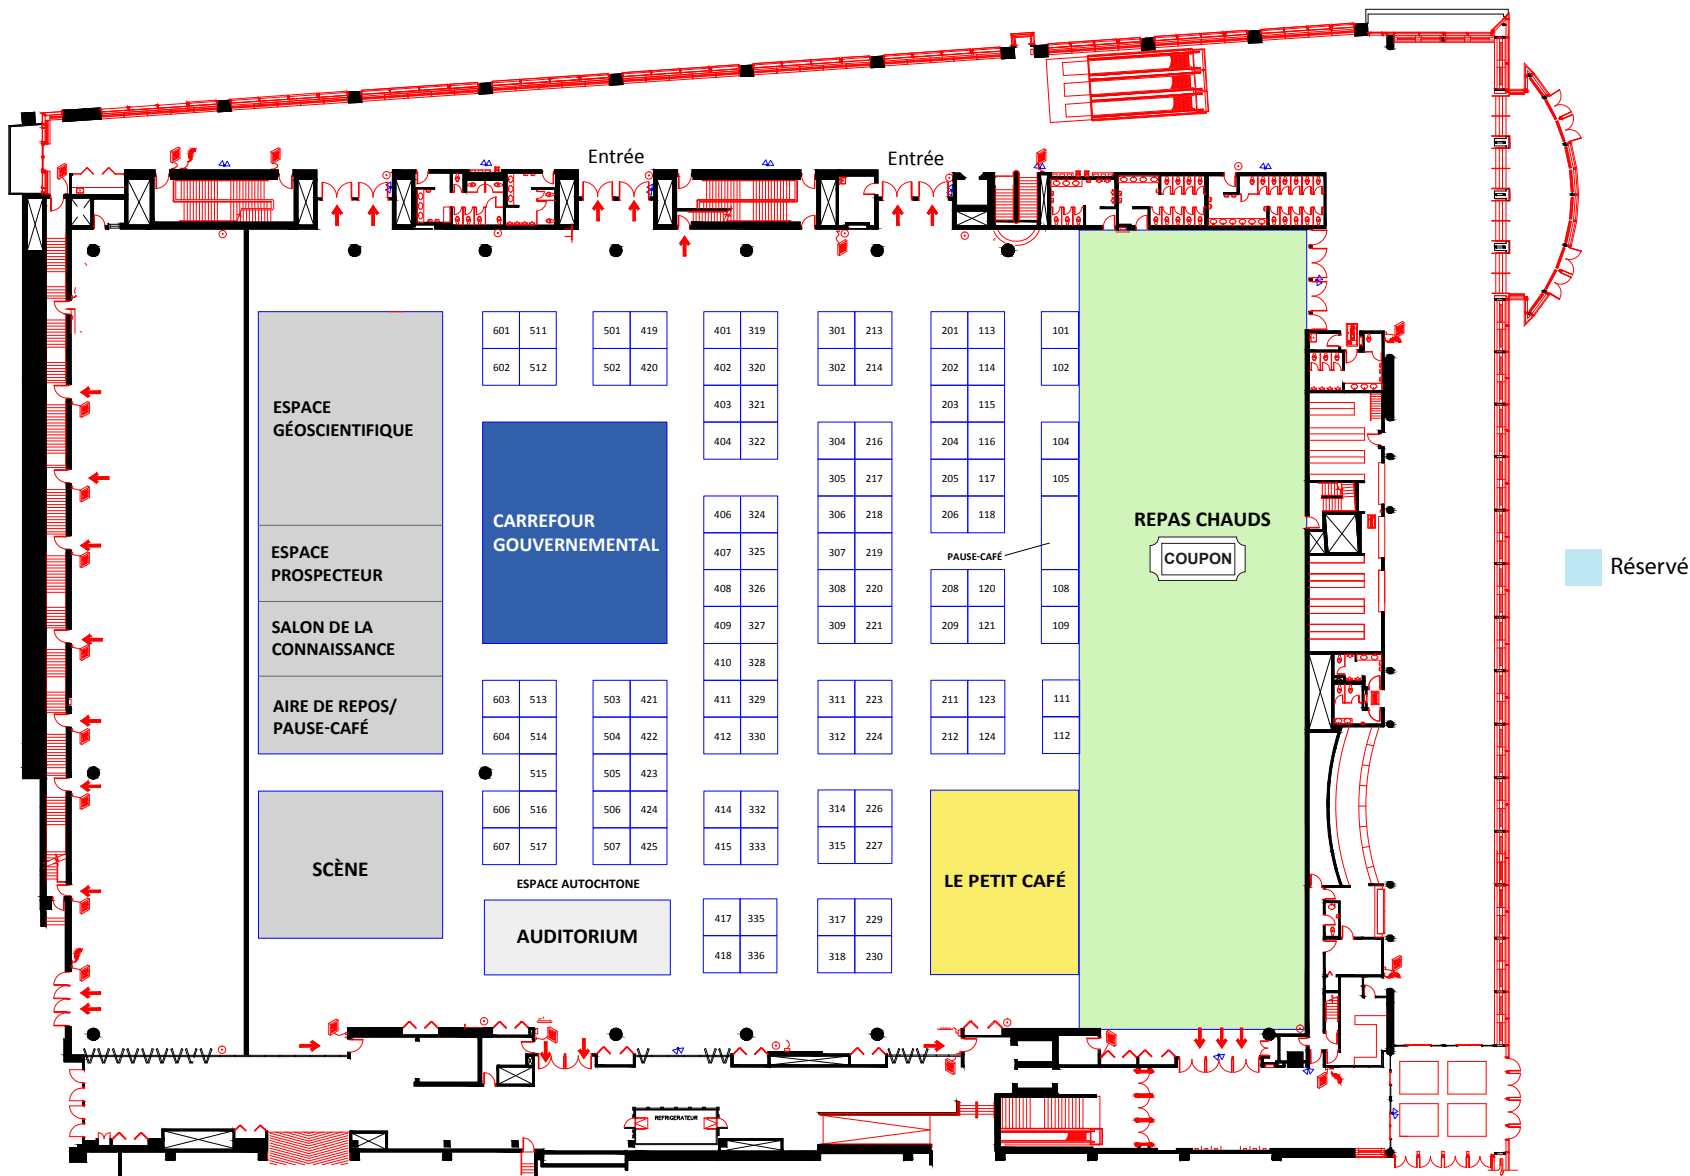 Entrée
Entrée
601 511
602 512
501 419
502 420
401 319
402 320
403 321
404 322
301 213
302 214
201 113
202 114
203 115
204 116
205 117
206 118
101
102
104
105
304 216
305 217
306 218
307 219
308 220
309 221
406 324
407 325
408 326
409 327
410 328
411 329
412 330
ESPACE
GÉOSCIENTIFIQUE
ESPACE
PROSPECTEUR
SALON DE LA
CONNAISSANCE
AIRE DE REPOS/
PAUSE-CAFÉ
CARREFOUR
GOUVERNEMENTAL
PAUSE-CAFÉ
REPAS CHAUDS
COUPON
Réservé
208 120
209 121
108
109
603 513
604 514
515
606 516
607 517
503 421
504 422
505 423
506 424
507 425
311 223
312 224
211 123
212 124
111
112
414 332
415 333
314 226
315 227
SCÈNE
LE PETIT CAFÉ
ESPACE AUTOCHTONE
AUDITORIUM
417 335
418 336
317 229
318 230
REFRIGERATEUR